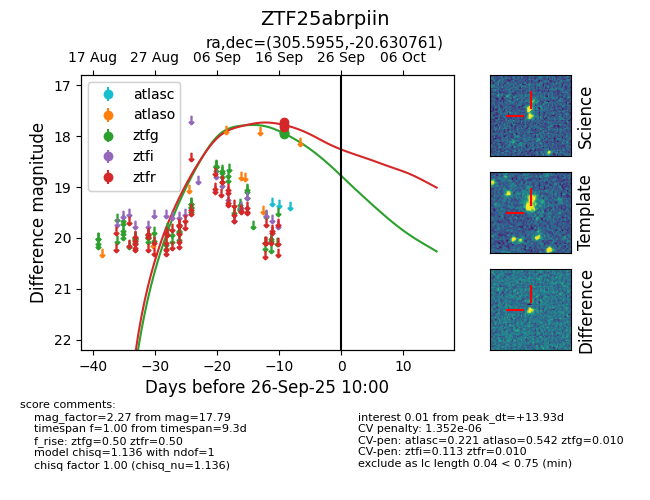 ZTF25abrpiin
ra,dec=(305.5955,-20.630761)
17 Aug 27 Aug 06 Sep 16 Sep 26 Sep 06 Oct
17
18
19
20
21
22
Difference magnitude
atlasc
atlaso
ztfg
ztfi
ztfr
−40 −30 −20 −10 0 10
Days before 26-Sep-25 10:00
Science
Template
Difference
score comments:
mag_factor=2.27 from mag=17.79
timespan f=1.00 from timespan=9.3d
f_rise: ztfg=0.50 ztfr=0.50
model chisq=1.136 with ndof=1
chisq factor 1.00 (chisq_nu=1.136)
interest 0.01 from peak_dt=+13.93d
CV penalty: 1.352e-06
CV-pen: atlasc=0.221 atlaso=0.542 ztfg=0.010
CV-pen: ztfi=0.113 ztfr=0.010
exclude as lc length 0.04 < 0.75 (min)